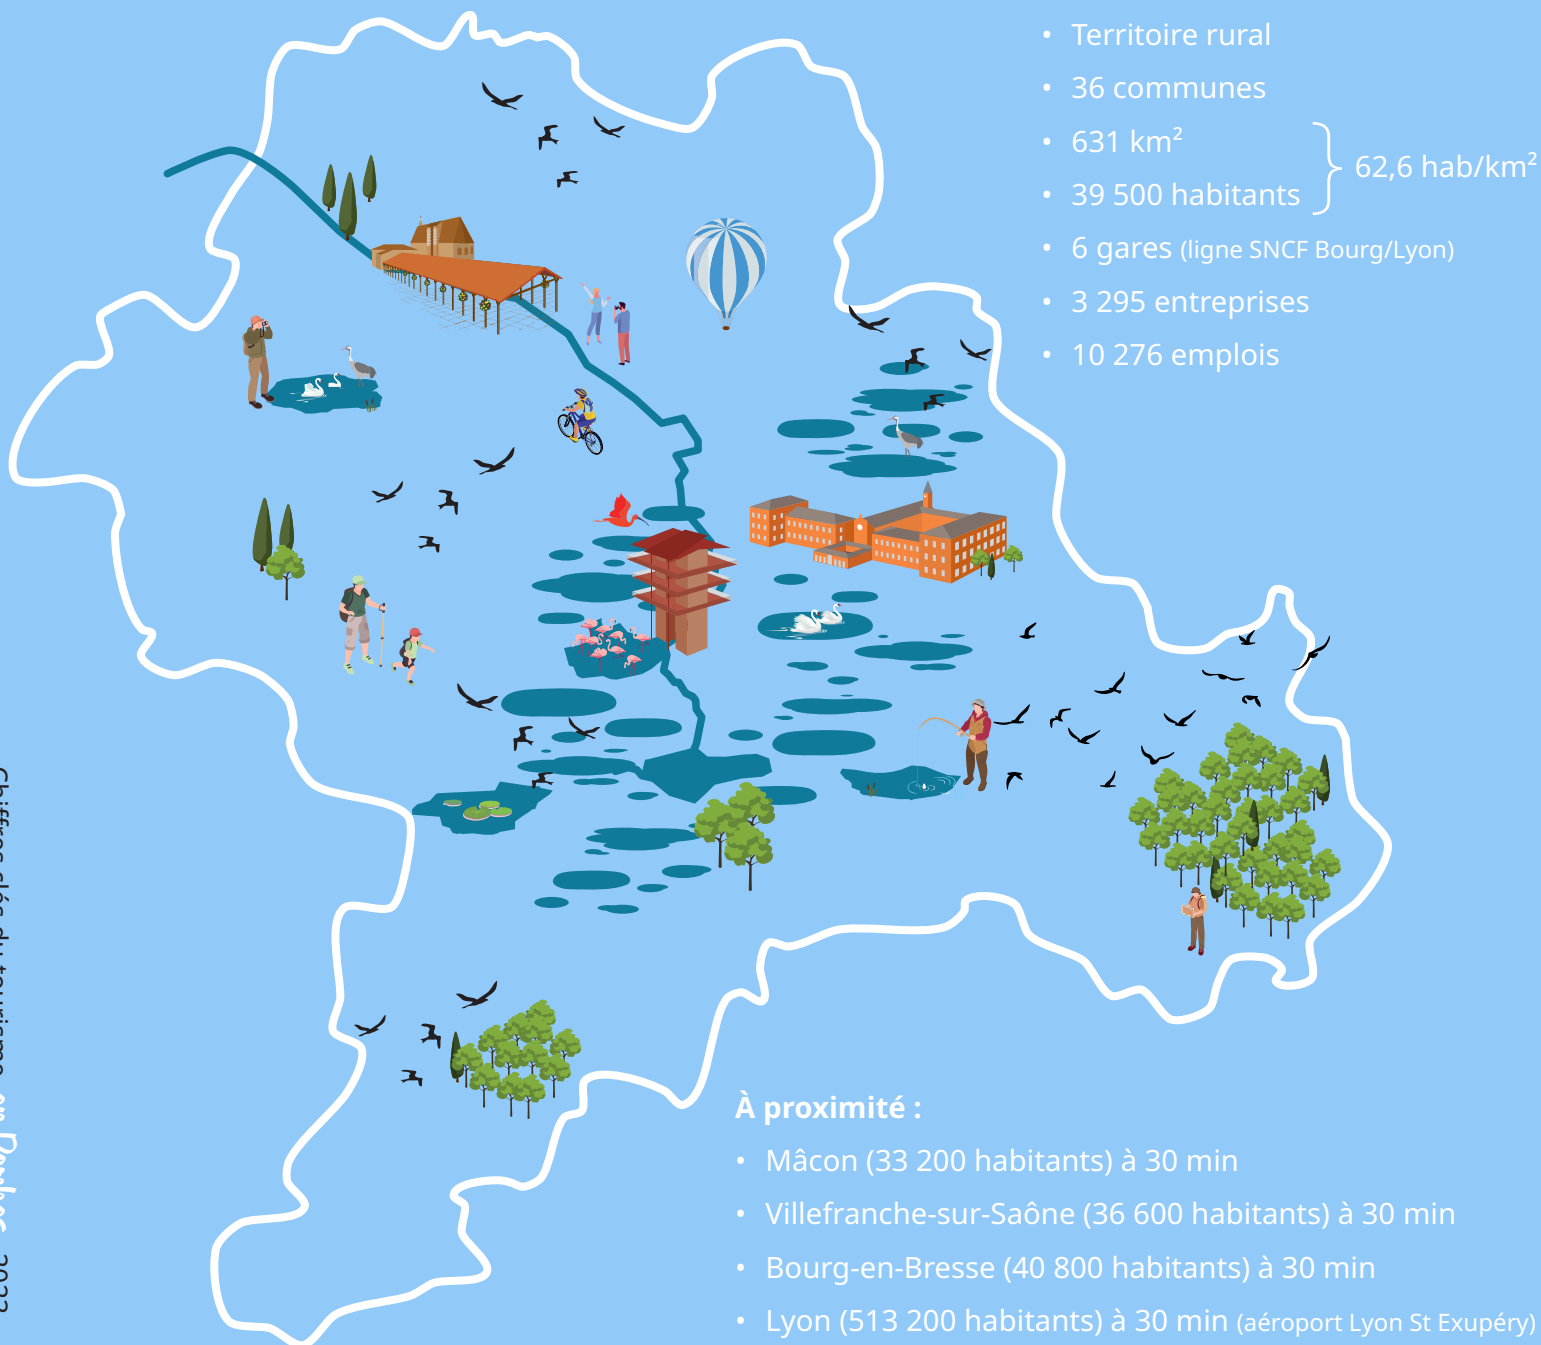 • Territoire rural
• 36 communes
• 631 km²
• 39 500 habitants
62,6 hab/km²
• 6 gares (ligne SNCF Bourg/Lyon)
• 3 295 entreprises
• 10 276 emplois
À proximité :
• Mâcon (33 200 habitants) à 30 min
• Villefranche-sur-Saône (36 600 habitants) à 30 min
• Bourg-en-Bresse (40 800 habitants) à 30 min
• Lyon (513 200 habitants) à 30 min (aéroport Lyon St Exupéry)